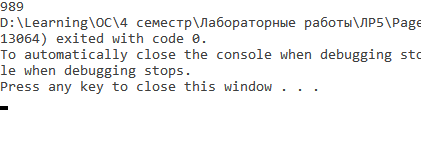 989
D:\Learning\ОС\4 семестр\Лабораторные работы\ЛР5\Page
13064) exited with code 0.
To automatically close the console when debugging sto
le when debugging stops.
Press any key to close this window . . .